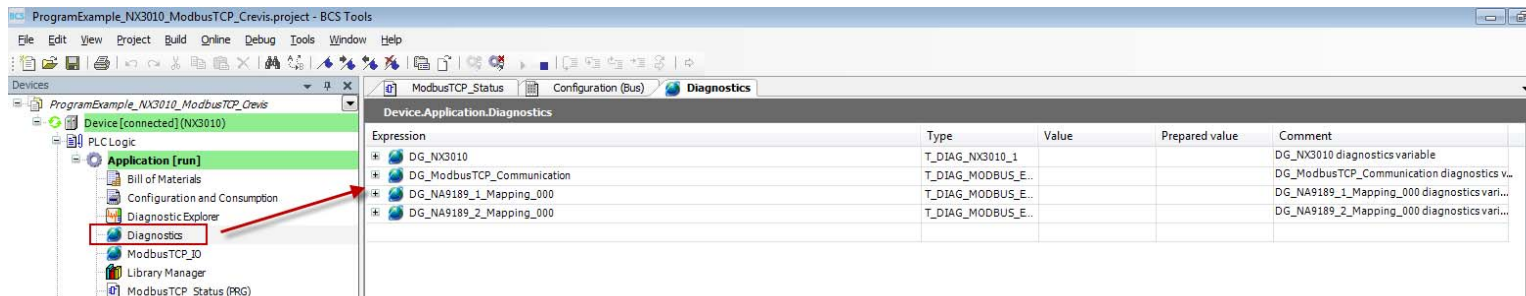 BCS ProgramExample_NX3010_ModbusTCP_Crevis.project - BCS Tools
File Edit View Project Build Online Debug Tools Window Help
Devices
ModbusTCP_Status Configuration (Bus) Diagnostics
ProgramExample_NX3010_ModbusTCP_Crevis
Device [connected] (NX3010)
PLC Logic
Application [run]
Bill of Materials
Configuration and Consumption
Diagnostic Explorer
Diagnostics
ModbusTCP_IO
Library Manager
ModbusTCP_Status (PRG)
Device.Application.Diagnostics
Expression Type Value Prepared value Comment
DG_NX3010 T_DIAG_NX3010_1 DG_NX3010 diagnostics variable
DG_ModbusTCP_Communication T_DIAG_MODBUS_E... DG_ModbusTCP_Communication diagnostics v...
DG_NA9189_1_Mapping_000 T_DIAG_MODBUS_E... DG_NA9189_1_Mapping_000 diagnostics vari...
DG_NA9189_2_Mapping_000 T_DIAG_MODBUS_E... DG_NA9189_2_Mapping_000 diagnostics vari...